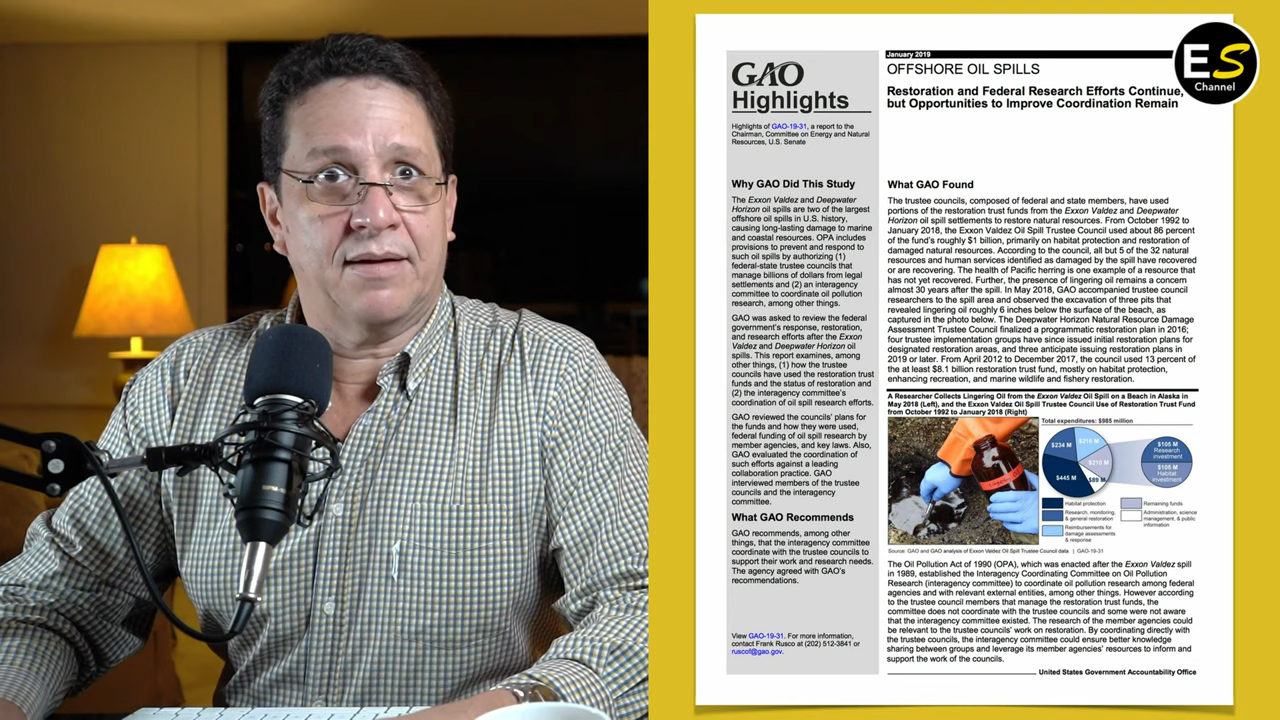 ES
Channel
GAO
Highlights
Highlights of GAO-19-31, a report to the
Chairman, Committee on Energy and Natural
Resources, U.S. Senate
Why GAO Did This Study
The Exxon Valdez and Deepwater
Horizon oil spills are two of the largest
offshore oil spills in U.S. history,
causing long-lasting damage to marine
and coastal resources. OPA includes
provisions to prevent and respond to
such oil spills by authorizing (1)
federal-state trustee councils that
manage billions of dollars from legal
settlements and (2) an interagency
committee to coordinate oil pollution
research, among other things.
GAO was asked to review the federal
government's response, restoration,
and research efforts after the Exxon
Valdez and Deepwater Horizon oil
spills. This report examines, among
other things, (1) how the trustee
councils have used the restoration trust
funds and the status of restoration and
(2) the interagency committee's
coordination of oil spill research efforts.
GAO reviewed the councils' plans for
the funds and how they were used,
federal funding of oil spill research by
member agencies, and key laws. Also,
GAO evaluated the coordination of
such efforts against a leading
collaboration practice. GAO
interviewed members of the trustee
councils and the interagency
committee.
What GAO Recommends
GAO recommends, among other
things, that the interagency committee
coordinate with the trustee councils to
support their work and research needs.
The agency agreed with GAO's
recommendations.
View GAO-19-31. For more information,
contact Frank Rusco at (202) 512-3841 or
ruscof@gao.gov.
January 2019
OFFSHORE OIL SPILLS
Restoration and Federal Research Efforts Continue,
but Opportunities to Improve Coordination Remain
What GAO Found
The trustee councils, composed of federal and state members, have used
portions of the restoration trust funds from the Exxon Valdez and Deepwater
Horizon oil spill settlements to restore natural resources. From October 1992 to
January 2018, the Exxon Valdez Oil Spill Trustee Council used about 86 percent
of the fund's roughly $1 billion, primarily on habitat protection and restoration of
damaged natural resources. According to the council, all but 5 of the 32 natural
resources and human services identified as damaged by the spill have recovered
or are recovering. The health of Pacific herring is one example of a resource that
has not yet recovered. Further, the presence of lingering oil remains a concern
almost 30 years after the spill. In May 2018, GAO accompanied trustee council
researchers to the spill area and observed the excavation of three pits that
revealed lingering oil roughly 6 inches below the surface of the beach, as
captured in the photo below. The Deepwater Horizon Natural Resource Damage
Assessment Trustee Council finalized a programmatic restoration plan in 2016;
four trustee implementation groups have since issued initial restoration plans for
designated restoration areas, and three anticipate issuing restoration plans in
2019 or later. From April 2012 to December 2017, the council used 13 percent of
the at least $8.1 billion restoration trust fund, mostly on habitat protection,
enhancing recreation, and marine wildlife and fishery restoration.
A Researcher Collects Lingering Oil from the Exxon Valdez Oil Spill on a Beach in Alaska in
May 2018 (Left), and the Exxon Valdez Oil Spill Trustee Council Use of Restoration Trust Fund
from October 1992 to January 2018 (Right)
Total expenditures: $985 million
$234 M
$216 M
$210 M
$445 M
$89 M
$105 M
Research
investment
$105 M
Habitat
investment
Habitat protection
Research, monitoring,
& general restoration
Reimbursements for
damage assessments
& response
Remaining funds
Administration, science
management, & public
information
Source: GAO and GAO analysis of Exxon Valdez Oil Spill Trustee Council data. | GAO-19-31
The Oil Pollution Act of 1990 (OPA), which was enacted after the Exxon Valdez spill
in 1989, established the Interagency Coordinating Committee on Oil Pollution
Research (interagency committee) to coordinate oil pollution research among federal
agencies and with relevant external entities, among other things. However according
to the trustee council members that manage the restoration trust funds, the
committee does not coordinate with the trustee councils and some were not aware
that the interagency committee existed. The research of the member agencies could
be relevant to the trustee councils' work on restoration. By coordinating directly with
the trustee councils, the interagency committee could ensure better knowledge
sharing between groups and leverage its member agencies' resources to inform and
support the work of the councils.
United States Government Accountability Office